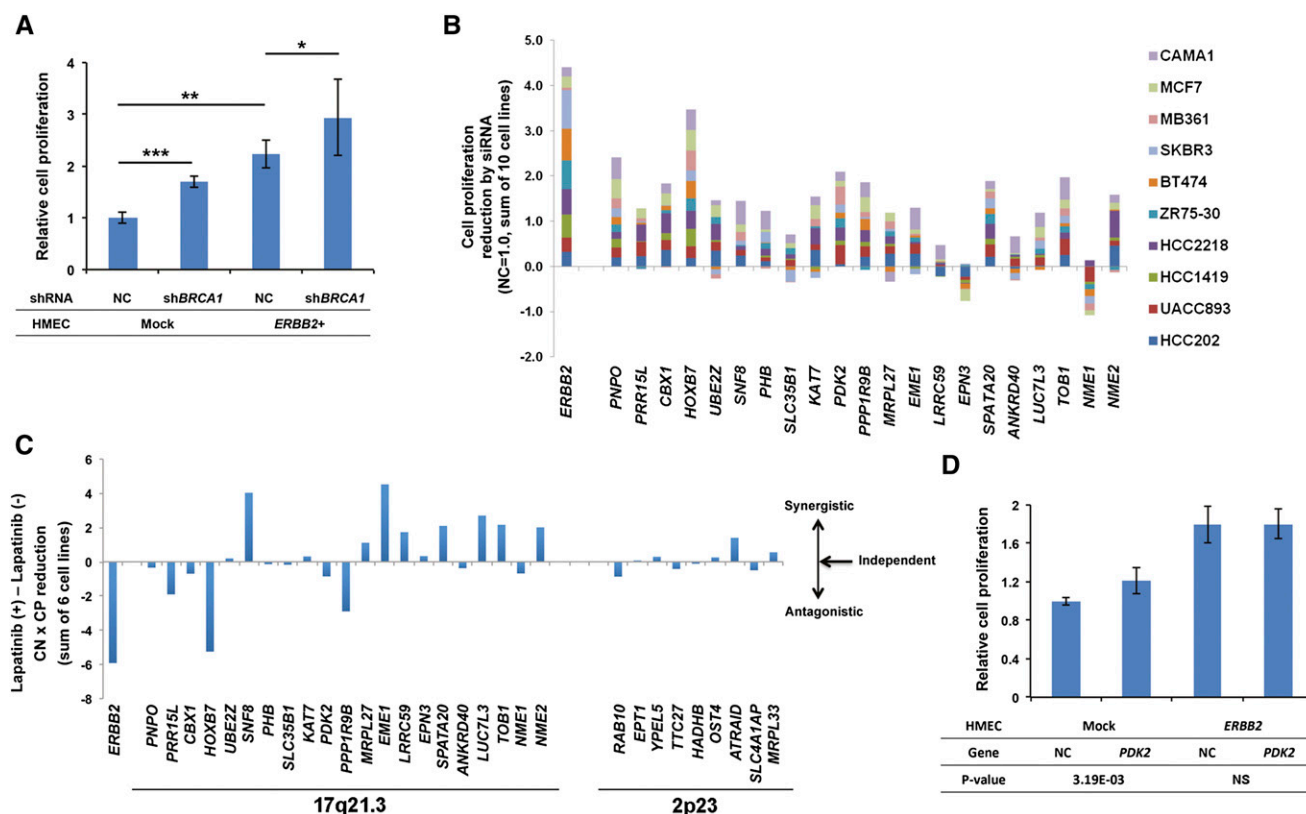 A
Relative cell proliferation
4
3
2
1
0
***
**
*
shRNA NC shBRCA1 NC shBRCA1
HMEC Mock ERBB2+
B
Cell proliferation
reduction by siRNA
(NC=1.0, sum of 10 cell lines)
5.0
4.0
3.0
2.0
1.0
0.0
-1.0
-2.0
ERBB2
PNPO
PRR15L
CBX1
HOXB7
UBE2Z
SNF8
PHB
SLC35B1
KAT7
PDK2
PPP1R9B
MRPL27
EME1
LRRC59
EPN3
SPATA20
ANKRD40
LUC7L3
TOB1
NME1
NME2
CAMA1
MCF7
MB361
SKBR3
BT474
ZR75-30
HCC2218
HCC1419
UACC893
HCC202
C
Lapatinib (+) – Lapatinib (-)
CN x CP reduction
(sum of 6 cell lines)
6
4
2
0
-2
-4
-6
-8
ERBB2
PNPO
PRR15L
CBX1
HOXB7
UBE2Z
SNF8
PHB
SLC35B1
KAT7
PDK2
PPP1R9B
MRPL27
EME1
LRRC59
EPN3
SPATA20
ANKRD40
LUC7L3
TOB1
NME1
NME2
17q21.3
RAB10
EPT1
YPEL5
TTC27
HADHB
OST4
ATRAID
SLC4A1AP
MRPL33
2p23
Synergistic
Independent
Antagonistic
D
Relative cell proliferation
2
1.6
1.2
0.8
0.4
0
HMEC Mock ERBB2
Gene NC PDK2 NC PDK2
P-value 3.19E-03 NS